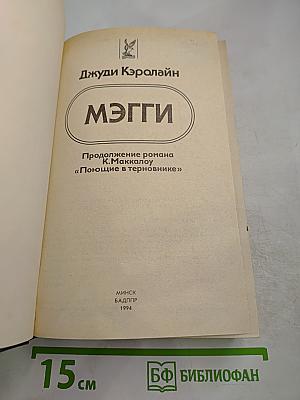 Джуди Кэролайн
МЭГГИ
Продолжение романа
К.Маккалоу
«Поющие в терновнике»
МИНСК
БАДППР
1994
15 см
БФ БИБЛИОФАН